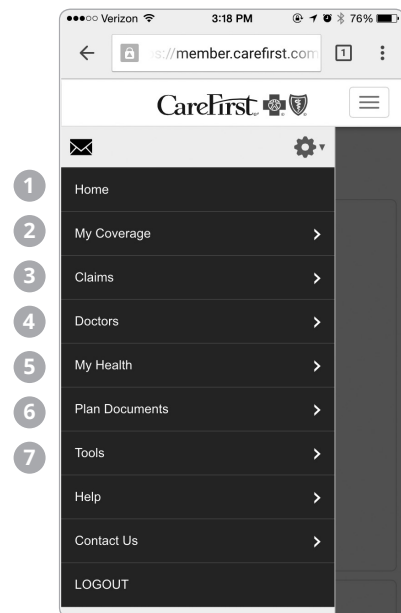 Verizon 3:18 PM 76%
s://member.carefirst.com 1
CareFirst
1 Home
2 My Coverage
3 Claims
4 Doctors
5 My Health
6 Plan Documents
7 Tools
Help
Contact Us
LOGOUT